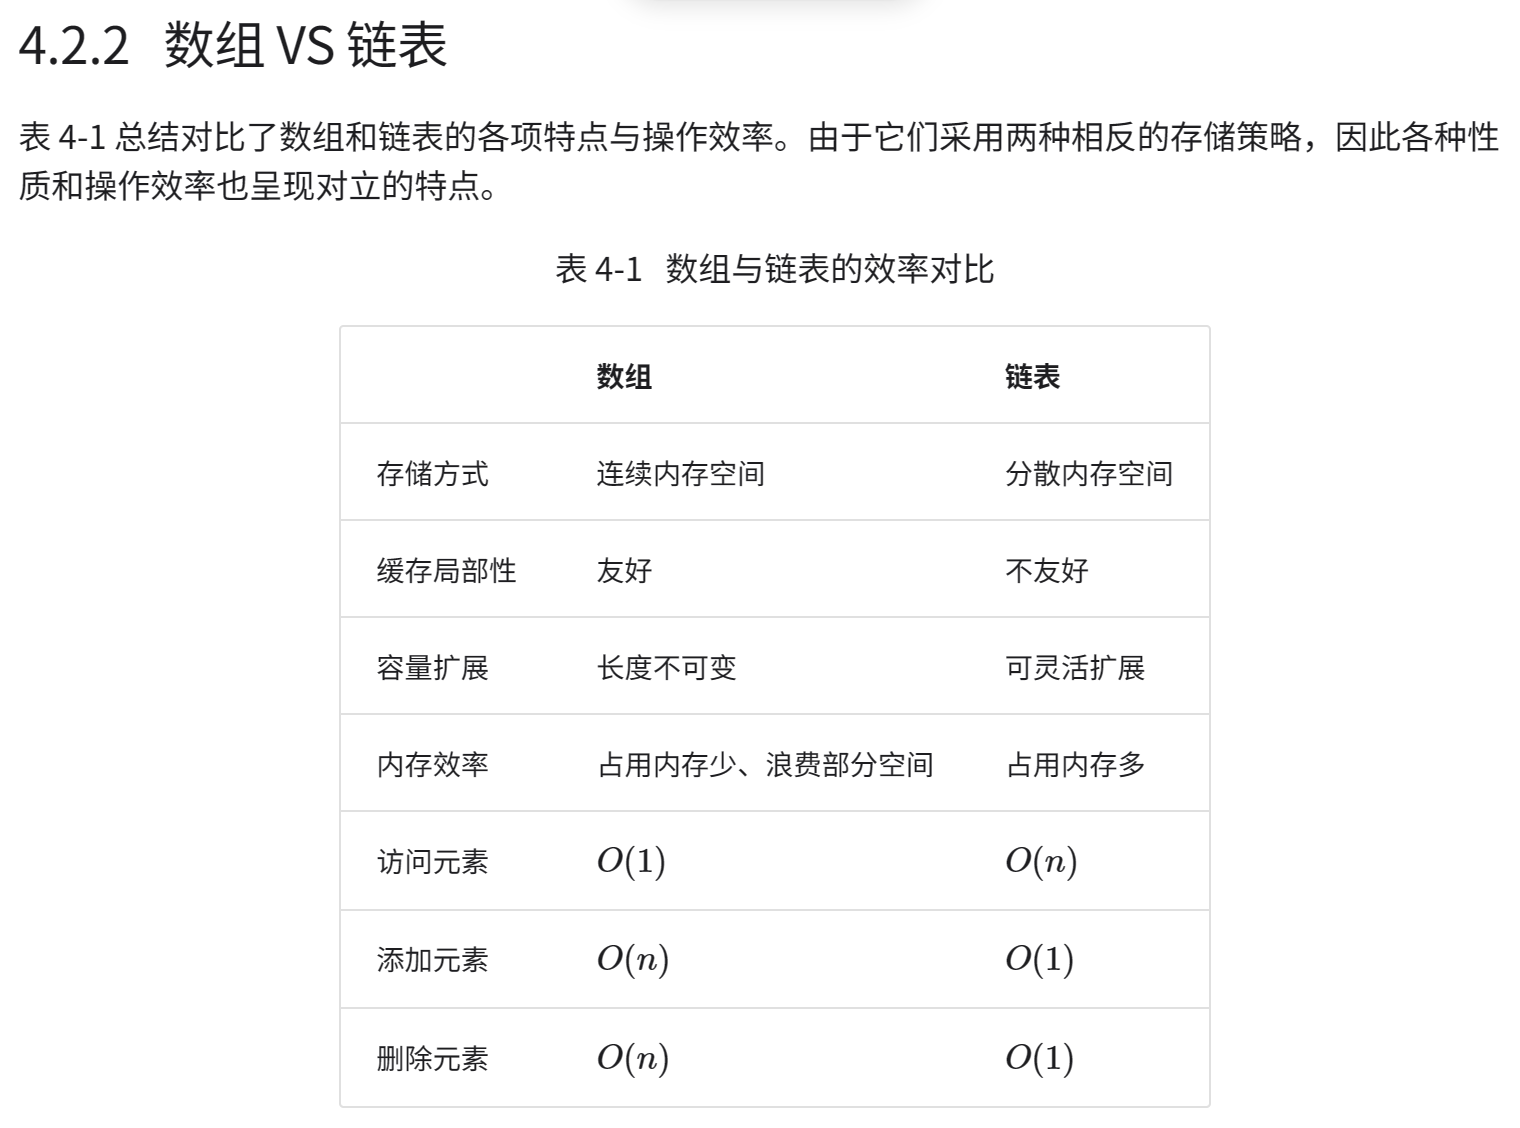 4.2.2 数组 VS 链表
表 4-1 总结对比了数组和链表的各项特点与操作效率。由于它们采用两种相反的存储策略，因此各种性
质和操作效率也呈现对立的特点。
表 4-1 数组与链表的效率对比
数组 链表
存储方式 连续内存空间 分散内存空间
缓存局部性 友好 不友好
容量扩展 长度不可变 可灵活扩展
内存效率 占用内存少、浪费部分空间 占用内存多
访问元素 O(1) O(n)
添加元素 O(n) O(1)
删除元素 O(n) O(1)